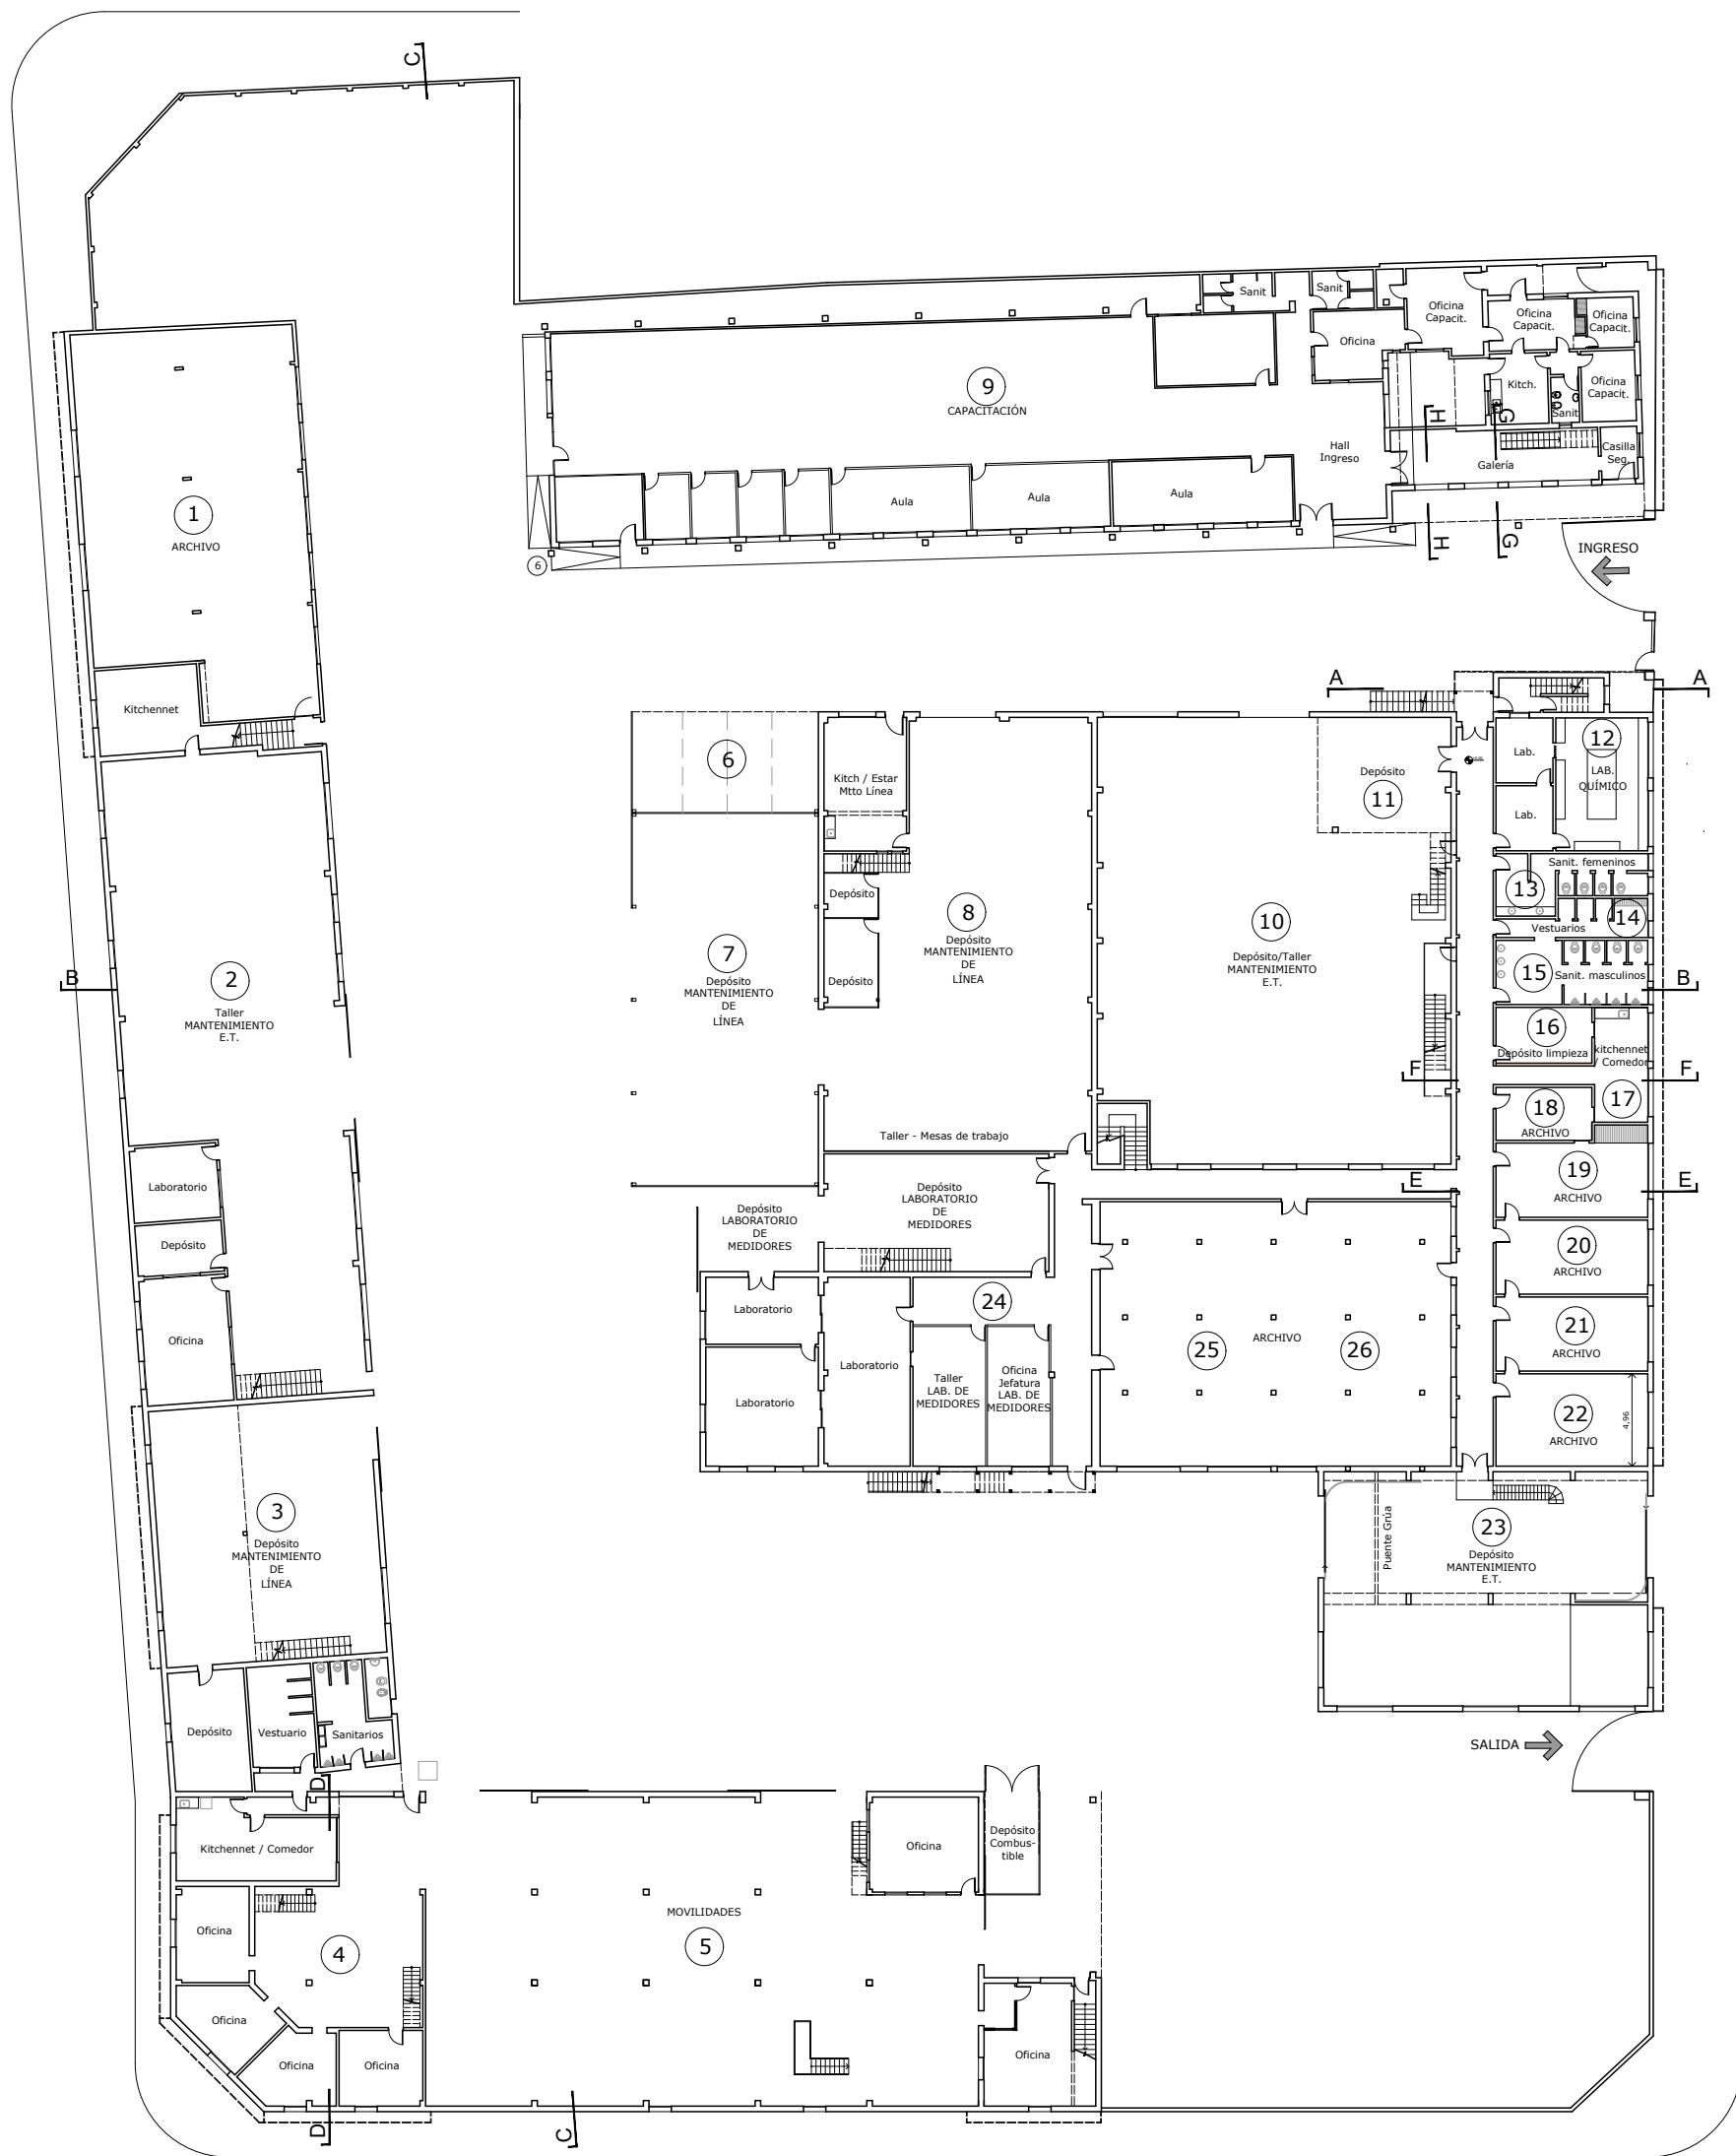 C
Sanit
Sanit
Oficina
Capacit.
Oficina
Capacit.
Oficina
Capacit.
Oficina
9
CAPACITACIÓN
Kitch.
Oficina
Capacit.
Sanit
H
G
Hall
Ingreso
Galería
Casilla
Seg.
Aula
Aula
Aula
1
ARCHIVO
H
G
6
INGRESO
A
A
Kitchennet
6
Kitch / Estar
Mtto Línea
Depósito
11
Lab.
12
LAB.
QUÍMICO
Lab.
Sanit. femeninos
13
Depósito
8
Depósito
MANTENIMIENTO
DE
LÍNEA
10
Depósito/Taller
MANTENIMIENTO
E.T.
14
Vestuarios
7
Depósito
MANTENIMIENTO
DE
LÍNEA
Depósito
15
Sanit. masculinos
B
2
Taller
MANTENIMIENTO
E.T.
B
16
Depósito limpieza
kitchennet
/ Comedor
F
F
17
18
ARCHIVO
Taller - Mesas de trabajo
Laboratorio
Depósito
LABORATORIO
DE
MEDIDORES
E
19
ARCHIVO
E
Depósito
LABORATORIO
DE
MEDIDORES
Depósito
20
ARCHIVO
Laboratorio
24
Oficina
Laboratorio
25
ARCHIVO
26
21
ARCHIVO
Taller
LAB. DE
MEDIDORES
Oficina
Jefatura
LAB. DE
MEDIDORES
Laboratorio
22
ARCHIVO
4,96
3
Depósito
MANTENIMIENTO
DE
LÍNEA
Puente Grúa
23
Depósito
MANTENIMIENTO
E.T.
Depósito
Vestuario
Sanitarios
SALIDA
D
Kitchennet / Comedor
Oficina
Depósito
Combus-
tible
MOVILIDADES
5
Oficina
4
Oficina
Oficina
Oficina
Oficina
D
C